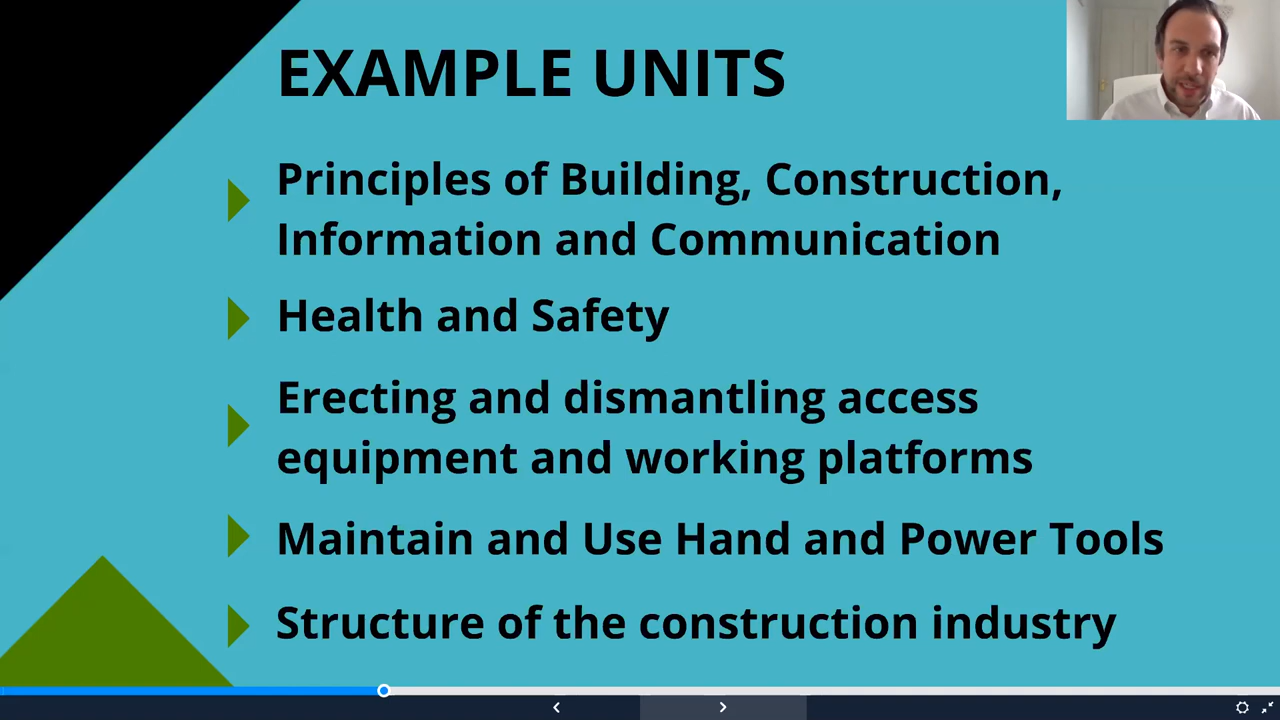 EXAMPLE UNITS
Principles of Building, Construction,
Information and Communication
Health and Safety
Erecting and dismantling access
equipment and working platforms
Maintain and Use Hand and Power Tools
Structure of the construction industry